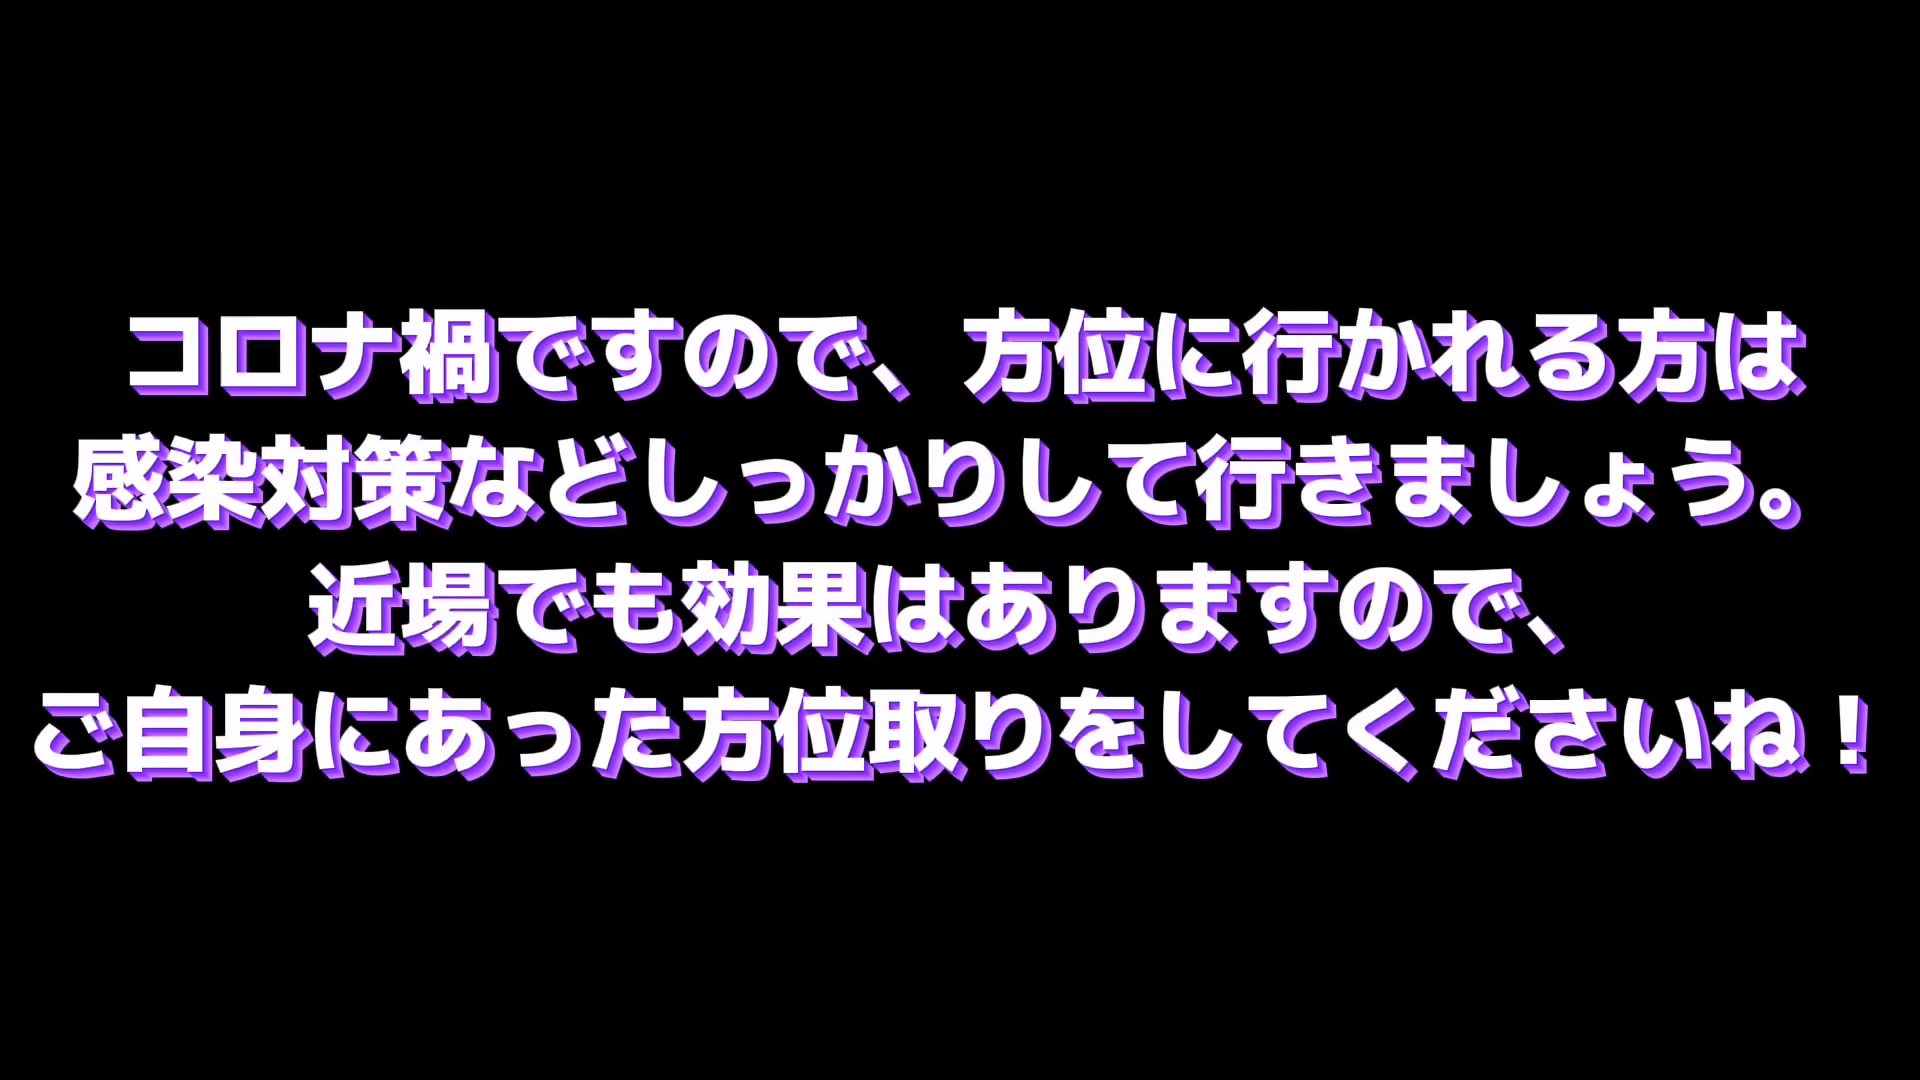 コロナ禍ですので、方位に行かれる方は
感染対策などしっかりして行きましょう。
近場でも効果はありますので、
ご自身にあった方位取りをしてくださいね！